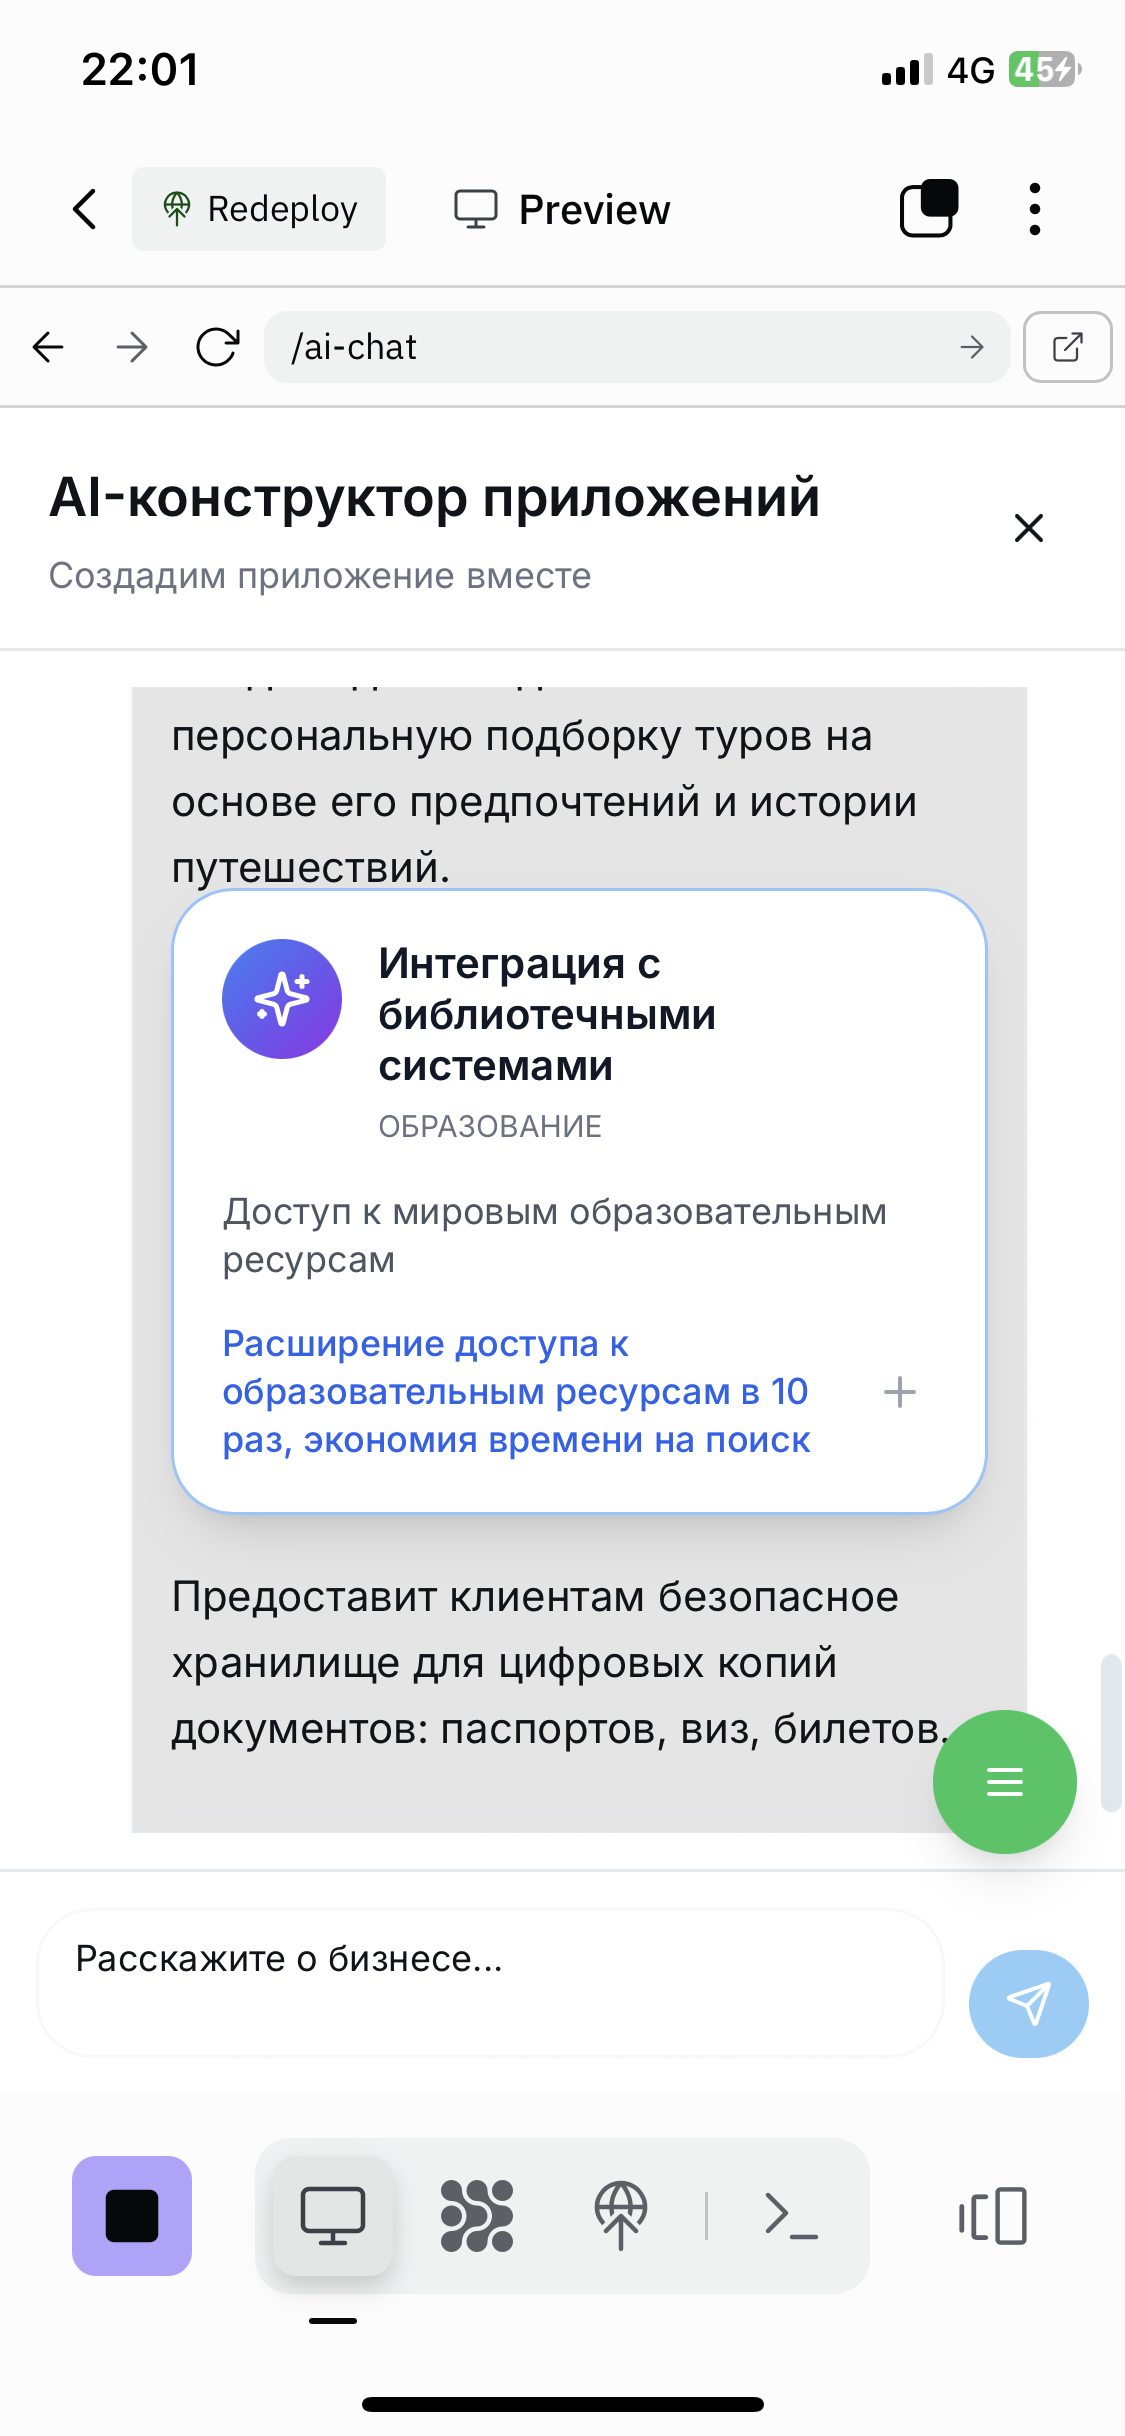 22:01
4G
45
Redeploy
Preview
/ai-chat
AI-конструктор приложений
Создадим приложение вместе
персональную подборку туров на
основе его предпочтений и истории
путешествий.
Интеграция с
библиотечными
системами
ОБРАЗОВАНИЕ
Доступ к мировым образовательным
ресурсам
Расширение доступа к
образовательным ресурсам в 10
раз, экономия времени на поиск
Предоставит клиентам безопасное
хранилище для цифровых копий
документов: паспортов, виз, билетов.
Расскажите о бизнесе...